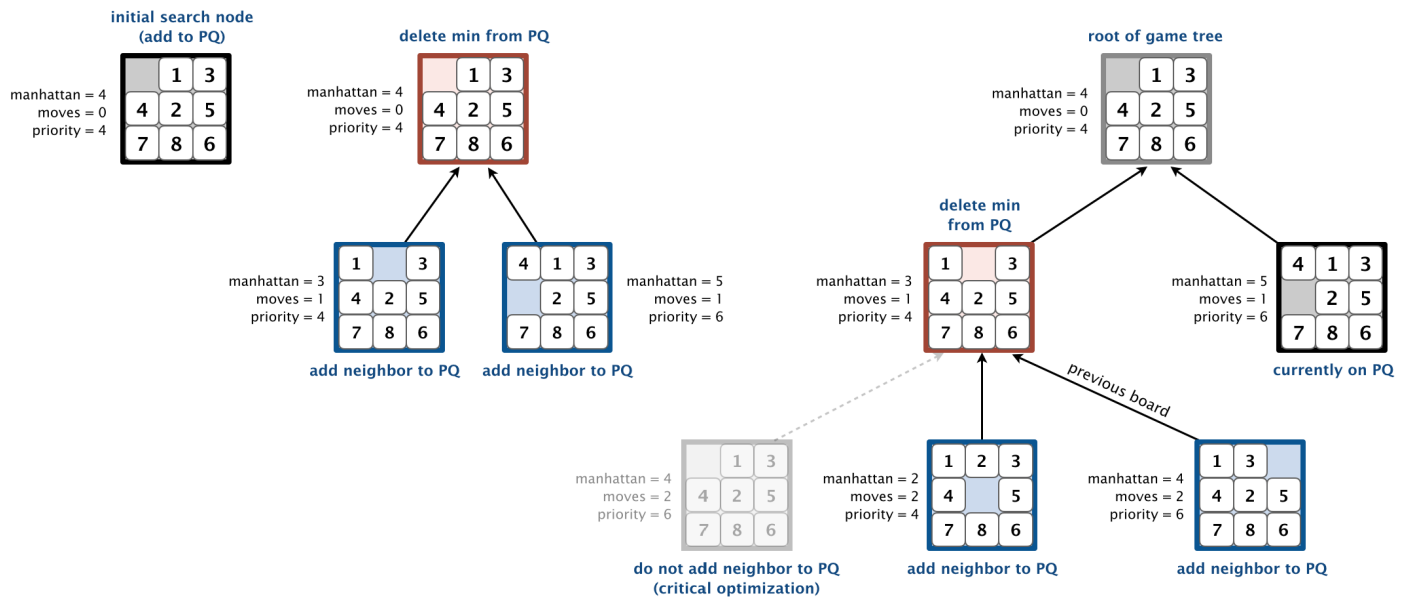 initial search node
(add to PQ)
manhattan = 4
moves = 0
priority = 4
1 3
4 2 5
7 8 6
delete min from PQ
manhattan = 4
moves = 0
priority = 4
1 3
4 2 5
7 8 6
manhattan = 3
moves = 1
priority = 4
1 3
4 2 5
7 8 6
add neighbor to PQ
4 1 3
2 5
7 8 6
manhattan = 5
moves = 1
priority = 6
add neighbor to PQ
root of game tree
manhattan = 4
moves = 0
priority = 4
1 3
4 2 5
7 8 6
delete min
from PQ
manhattan = 3
moves = 1
priority = 4
1 3
4 2 5
7 8 6
manhattan = 5
moves = 1
priority = 6
4 1 3
2 5
7 8 6
currently on PQ
previous board
manhattan = 4
moves = 2
priority = 6
1 3
4 2 5
7 8 6
do not add neighbor to PQ
(critical optimization)
manhattan = 2
moves = 2
priority = 4
1 2 3
4 5
7 8 6
add neighbor to PQ
manhattan = 4
moves = 2
priority = 6
1 3
4 2 5
7 8 6
add neighbor to PQ